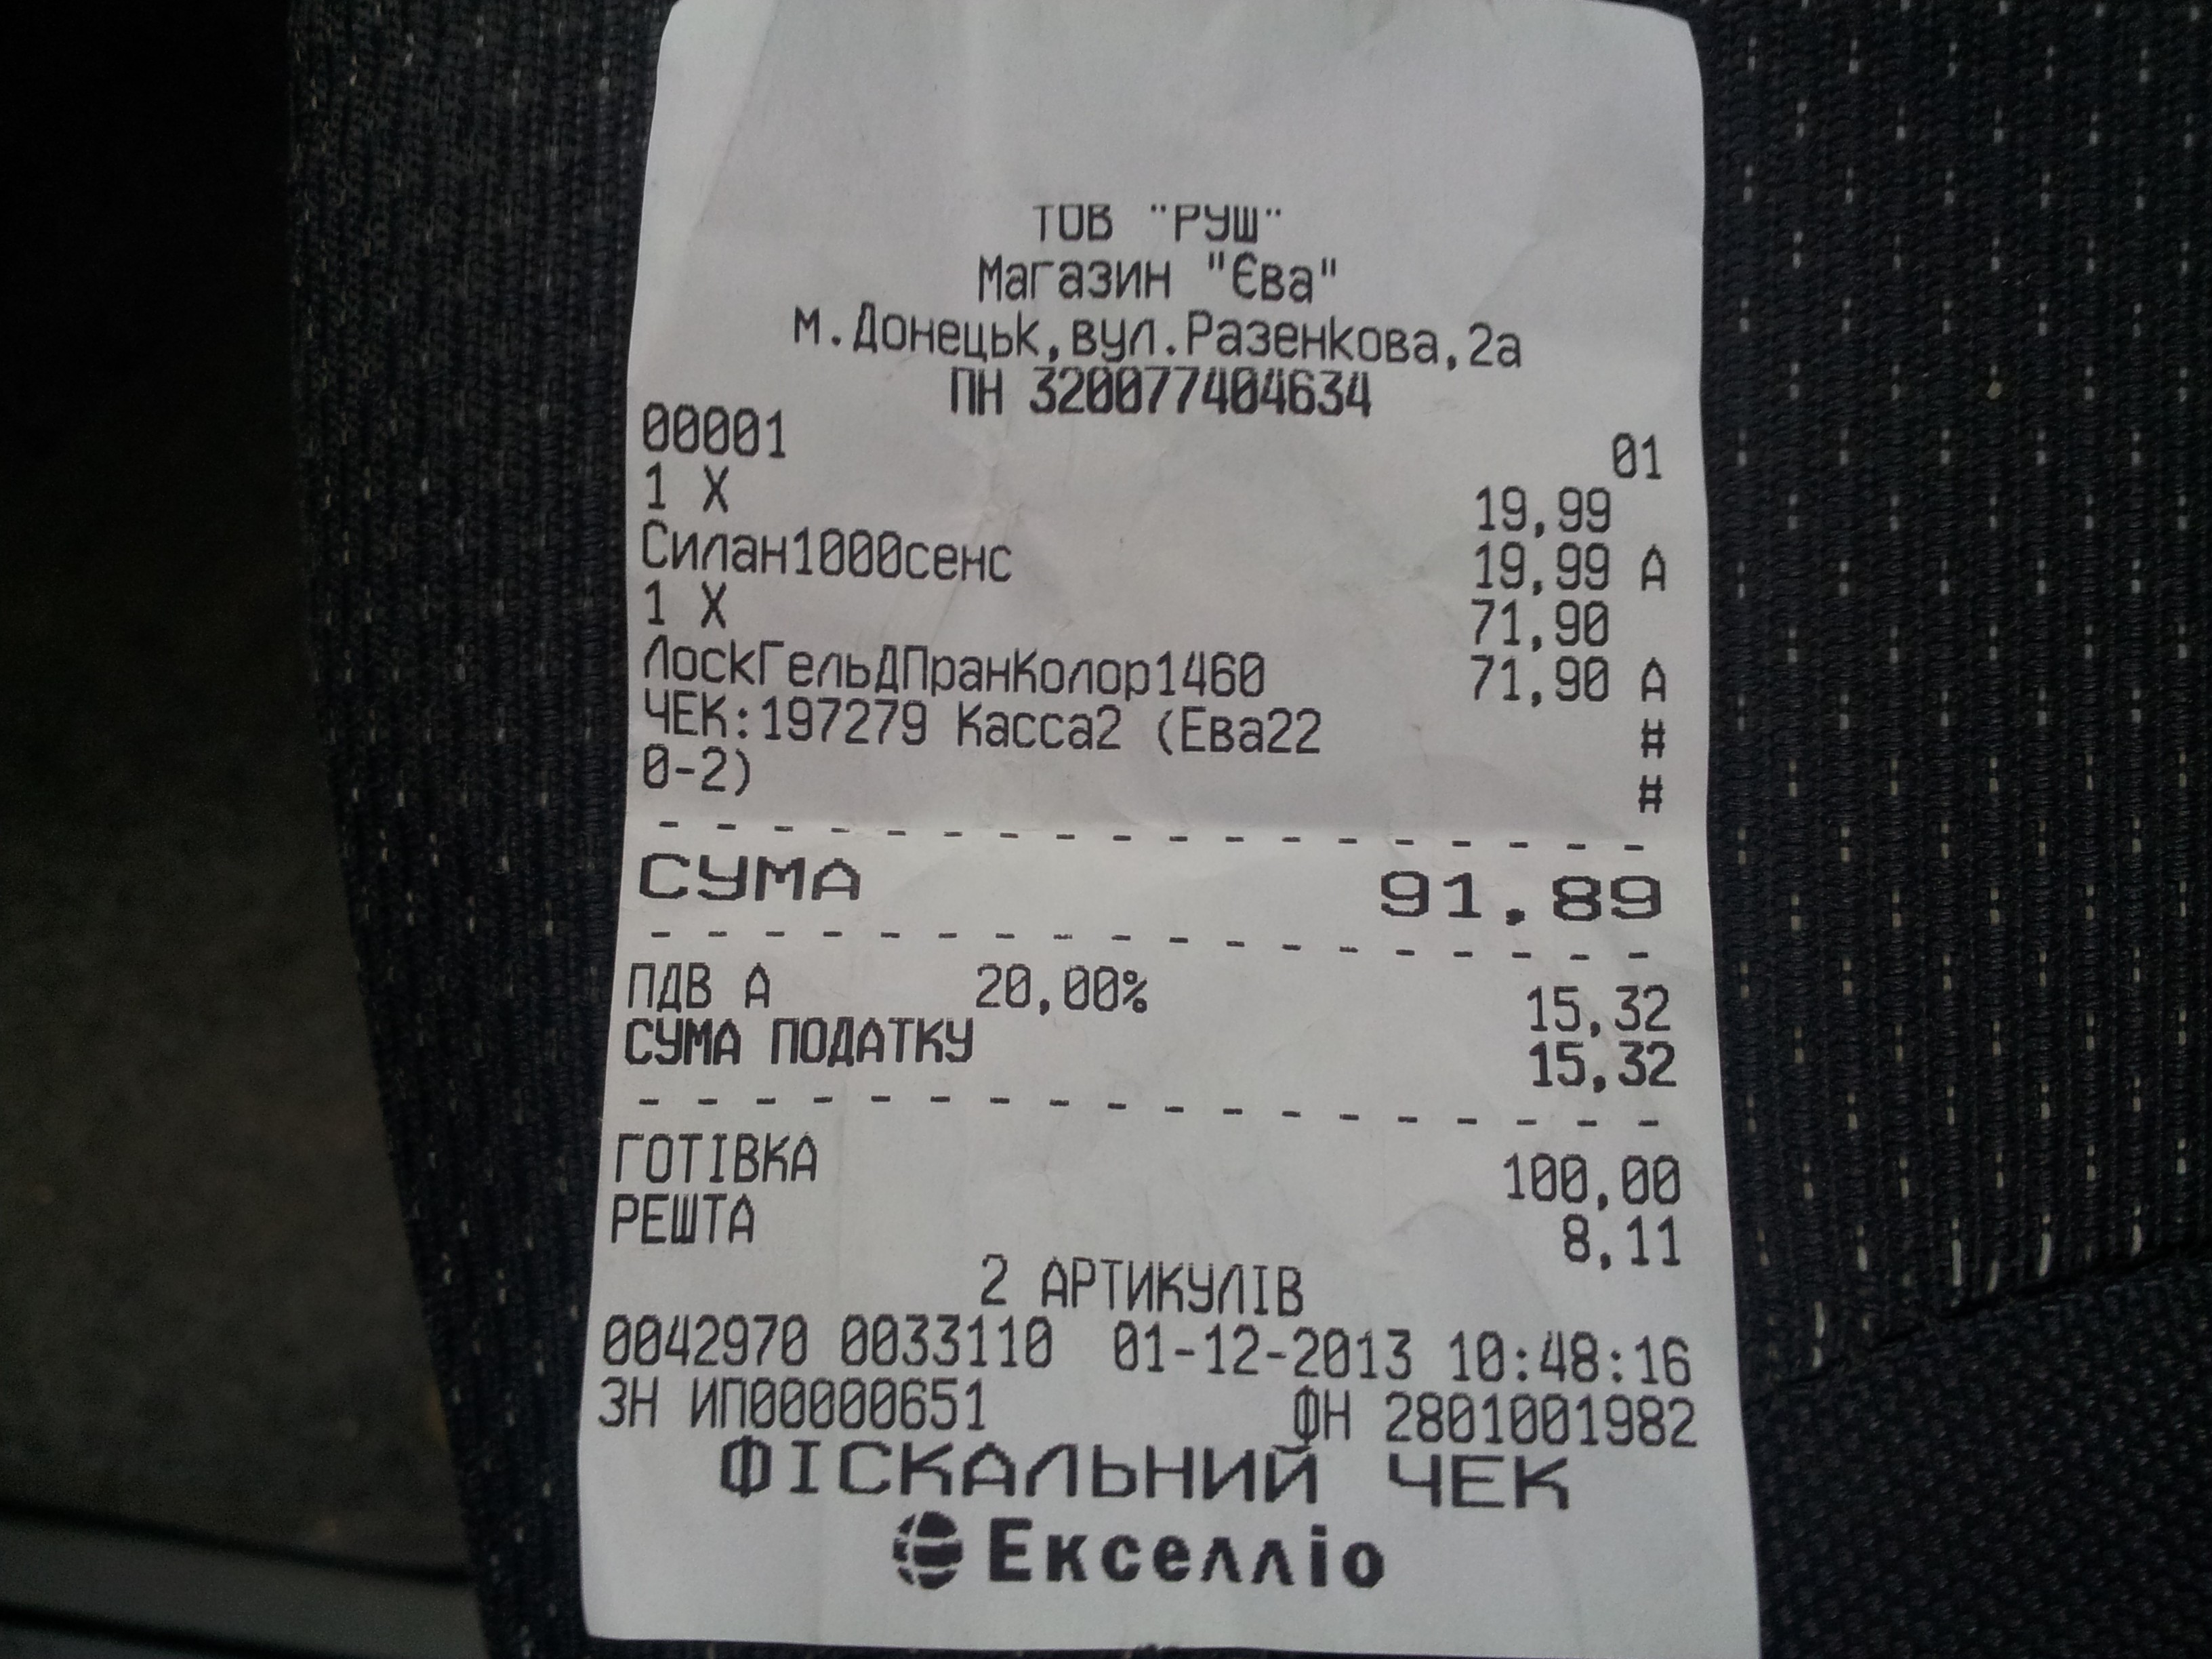 ТОВ "РУШ"
Магазин "Єва"
м.Донецьк,вул.Разенкова,2а
ПН 320077404634
00001 01
1 X 19,99
Силан1000сенс 19,99 А
1 X 71,90
ЛоскГельДПранКолор1460 71,90 А
ЧЕК:197279 Касса2 (Ева22 #
0-2) #
СУМА 91.89
ПДВ А 20,00% 15,32
СУМА ПОДАТКУ 15,32
ГОТІВКА 100,00
РЕШТА 8,11
2 АРТИКУЛІВ
0042970 0033110 01-12-2013 10:48:16
ЗН ИП00000651 ФН 2801001982
ФІСКАЛЬНИЙ ЧЕК
Екселліо